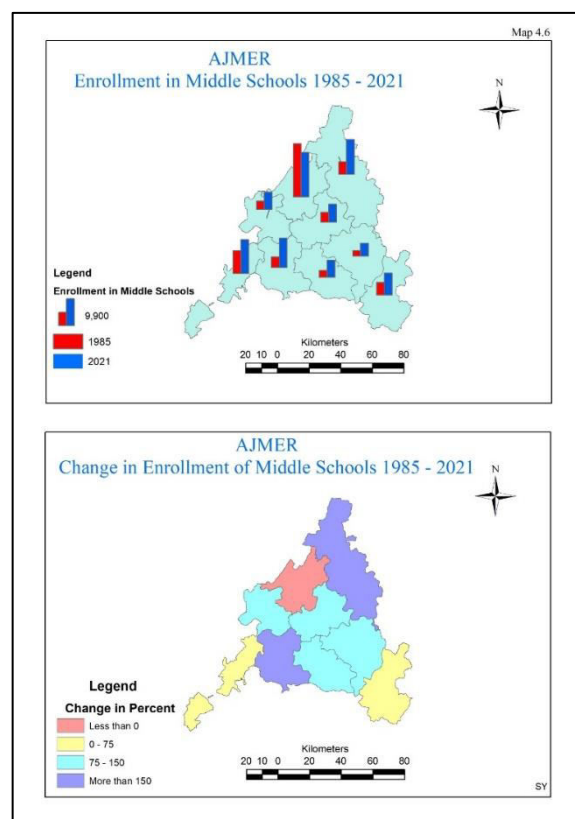 Map 4.6
AJMER
Enrollment in Middle Schools 1985 - 2021
N
Legend
Enrollment in Middle Schools
9,900
1985
2021
Kilometers
20 10 0 20 40 60 80
AJMER
Change in Enrollment of Middle Schools 1985 - 2021
N
Legend
Change in Percent
Less than 0
0 - 75
75 - 150
More than 150
Kilometers
20 10 0 20 40 60 80
SY